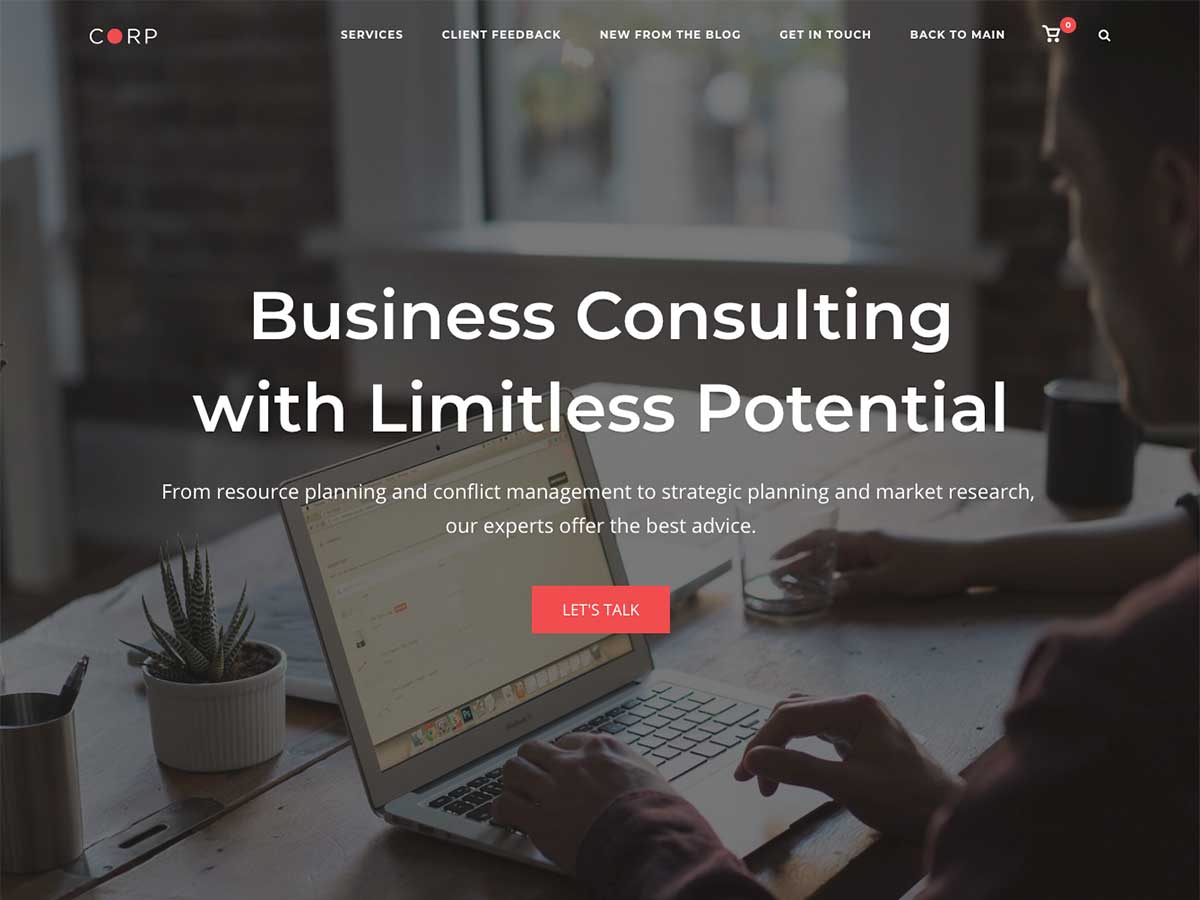 CORP
SERVICES
CLIENT FEEDBACK
NEW FROM THE BLOG
GET IN TOUCH
BACK TO MAIN
0
Business Consulting
with Limitless Potential
From resource planning and conflict management to strategic planning and market research,
our experts offer the best advice.
LET'S TALK
Ps